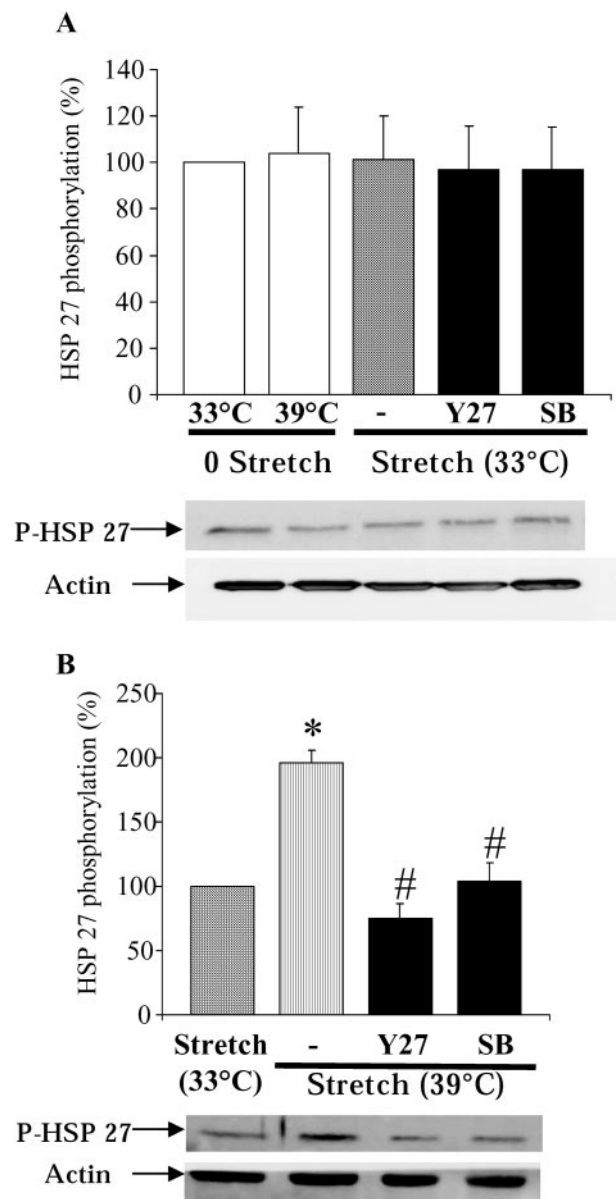 A
HSP 27 phosphorylation (%)
140
120
100
80
60
40
20
0
33°C 39°C - Y27 SB
0 Stretch Stretch (33°C)
P-HSP 27
Actin
B
HSP 27 phosphorylation (%)
250
200
150
100
50
0
*
#
#
Stretch - Y27 SB
(33°C) Stretch (39°C)
P-HSP 27
Actin